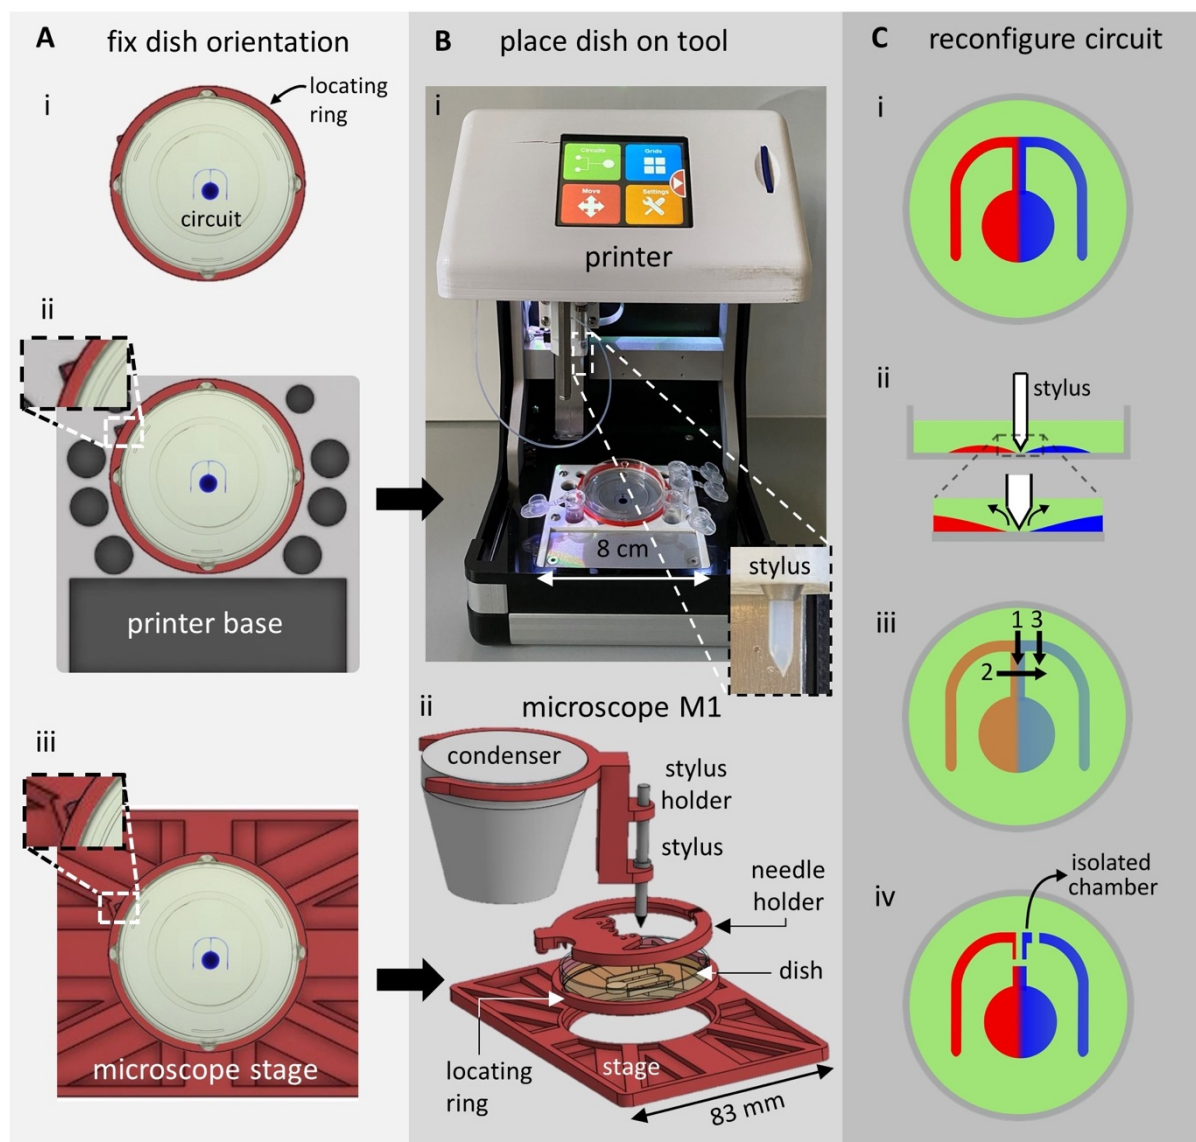 A fix dish orientation
i
locating
ring
circuit
ii
printer base
iii
microscope stage
B place dish on tool
i
Circuits
Grids
Move
Settings
printer
8 cm
stylus
ii
microscope M1
condenser
stylus
holder
stylus
needle
holder
dish
stage
locating
ring
83 mm
C reconfigure circuit
i
ii
stylus
iii
1 3
2
iv
isolated
chamber